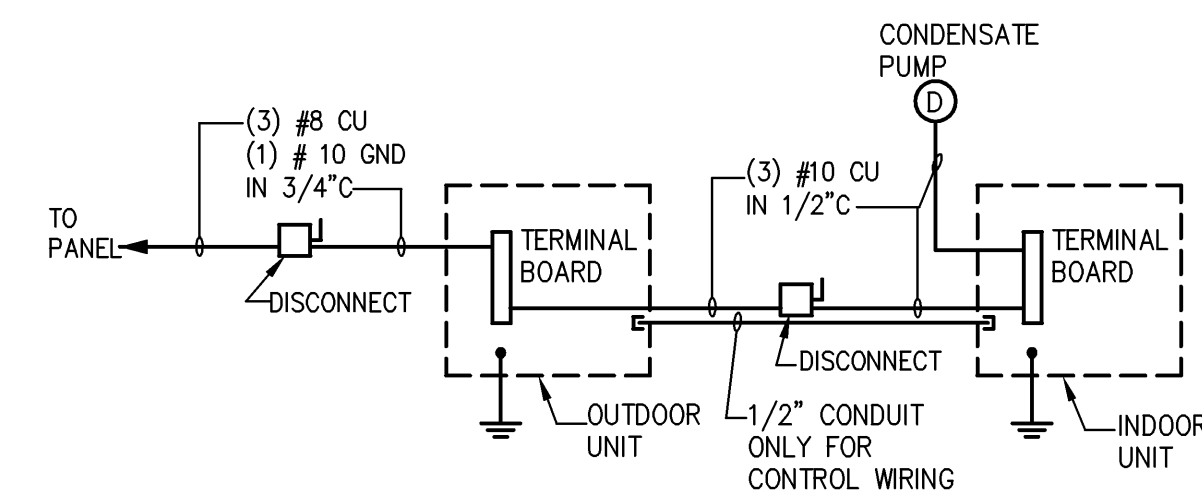 CONDENSATE
PUMP
D
(3) #8 CU
(1) # 10 GND
IN 3/4"C
(3) #10 CU
IN 1/2"C
TO
PANEL
TERMINAL
BOARD
TERMINAL
BOARD
DISCONNECT
DISCONNECT
OUTDOOR
UNIT
1/2" CONDUIT
ONLY FOR
CONTROL WIRING
INDOOR
UNIT